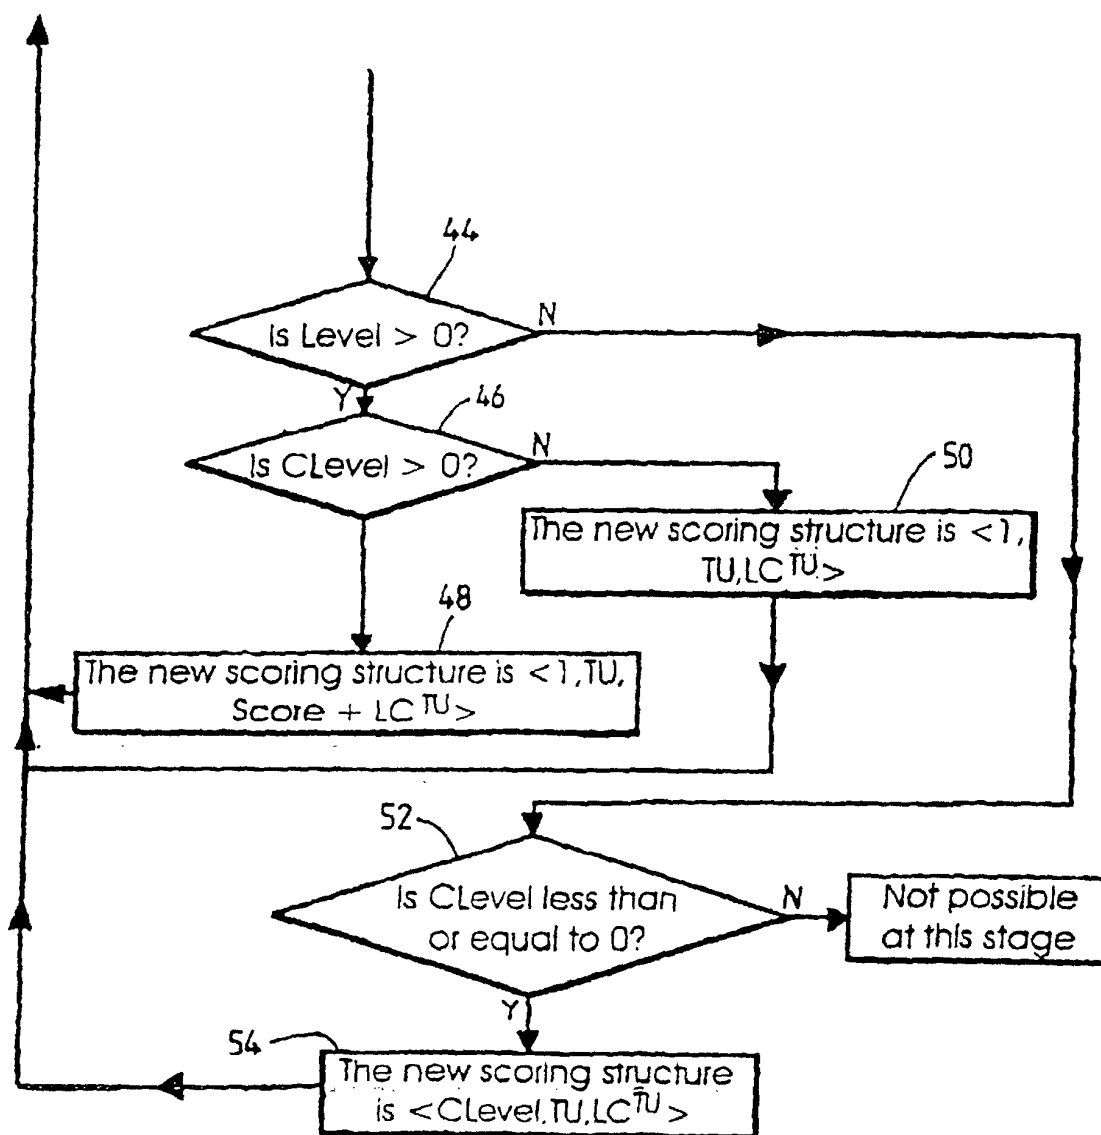 44
Is Level > 0?
N
Y
46
Is CLevel > 0?
N
50
The new scoring structure is <1,
TU,LC^TU>
48
The new scoring structure is <1,TU,
Score + LC^TU>
52
Is CLevel less than
or equal to 0?
N
Not possible
at this stage
Y
54
The new scoring structure
is <CLevel,TU,LC^TU>